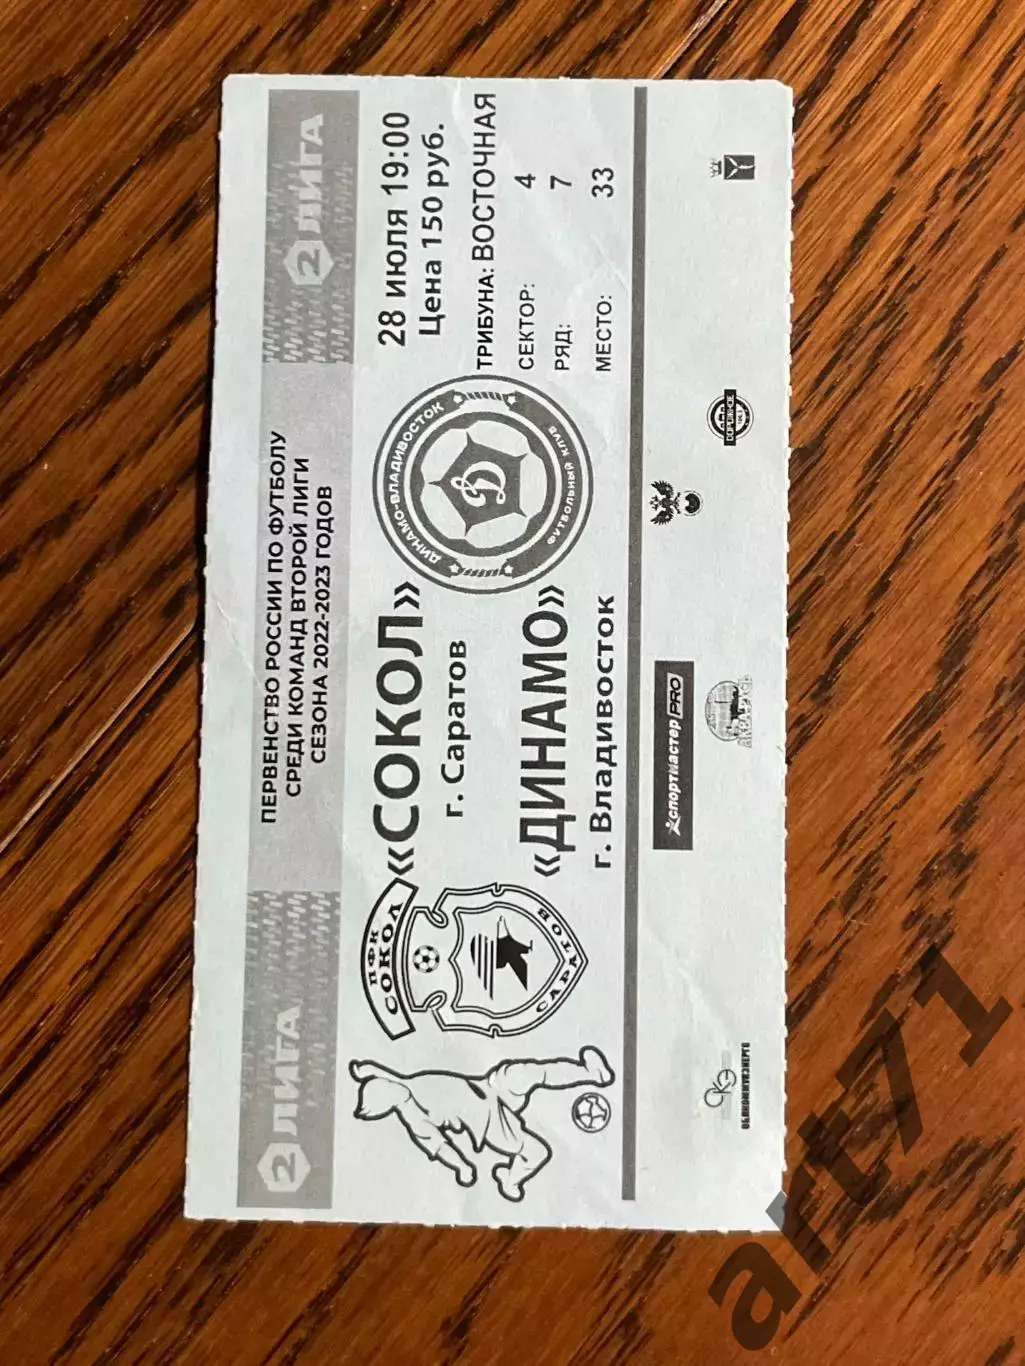 2 ЛИГА
ПЕРВЕНСТВО РОССИИ ПО ФУТБОЛУ
СРЕДИ КОМАНД ВТОРОЙ ЛИГИ
СЕЗОНА 2022-2023 ГОДОВ
2 ЛИГА
ПФК
СОКОЛ
САРАТОВ
«СОКОЛ»
г. Саратов
«ДИНАМО»
г. Владивосток
ДИНАМО-ВЛАДИВОСТОК
Д
ФУТБОЛЬНЫЙ КЛУБ
28 ИЮЛЯ 19:00
Цена 150 руб.
ТРИБУНА: ВОСТОЧНАЯ
СЕКТОР: 4
РЯД: 7
МЕСТО: 33
СКЭ
ОБЛКОММУНЭНЕРГО
спортмастер PRO
art71